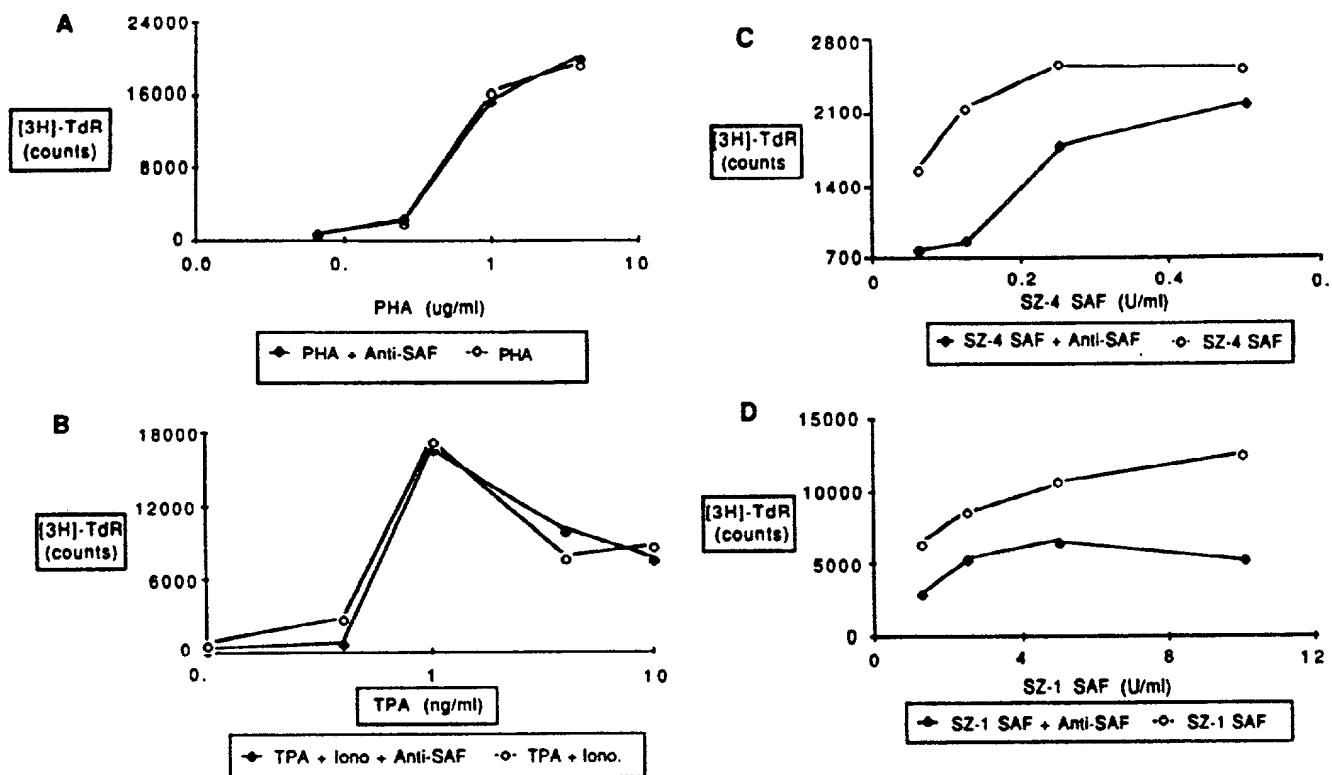 A
24000
16000
8000
0
[3H]-TdR
(counts)
0.0 0. 1 10
PHA (ug/ml)
PHA + Anti-SAF PHA
B
18000
12000
6000
0
[3H]-TdR
(counts)
0. 1 10
TPA (ng/ml)
TPA + Iono + Anti-SAF TPA + Iono.
C
2800
2100
1400
700
[3H]-TdR
(counts
0 0.2 0.4 0.
SZ-4 SAF (U/ml)
SZ-4 SAF + Anti-SAF SZ-4 SAF
D
15000
10000
5000
0
[3H]-TdR
(counts)
0 4 8 12
SZ-1 SAF (U/ml)
SZ-1 SAF + Anti-SAF SZ-1 SAF